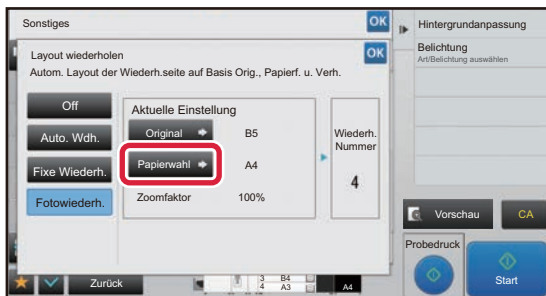 Sonstiges
OK
Layout wiederholen
OK
Autom. Layout der Wiederh.seite auf Basis Orig., Papierf. u. Verh.
Off
Auto. Wdh.
Fixe Wiederh.
Fotowiederh.
Aktuelle Einstellung
Original
B5
Papierwahl
A4
Zoomfaktor
100%
Wiederh.
Nummer
4
Hintergrundanpassung
Belichtung
Art/Belichtung auswählen
Vorschau
CA
Probedruck
Start
Zurück
3 B4
4 A3
A4